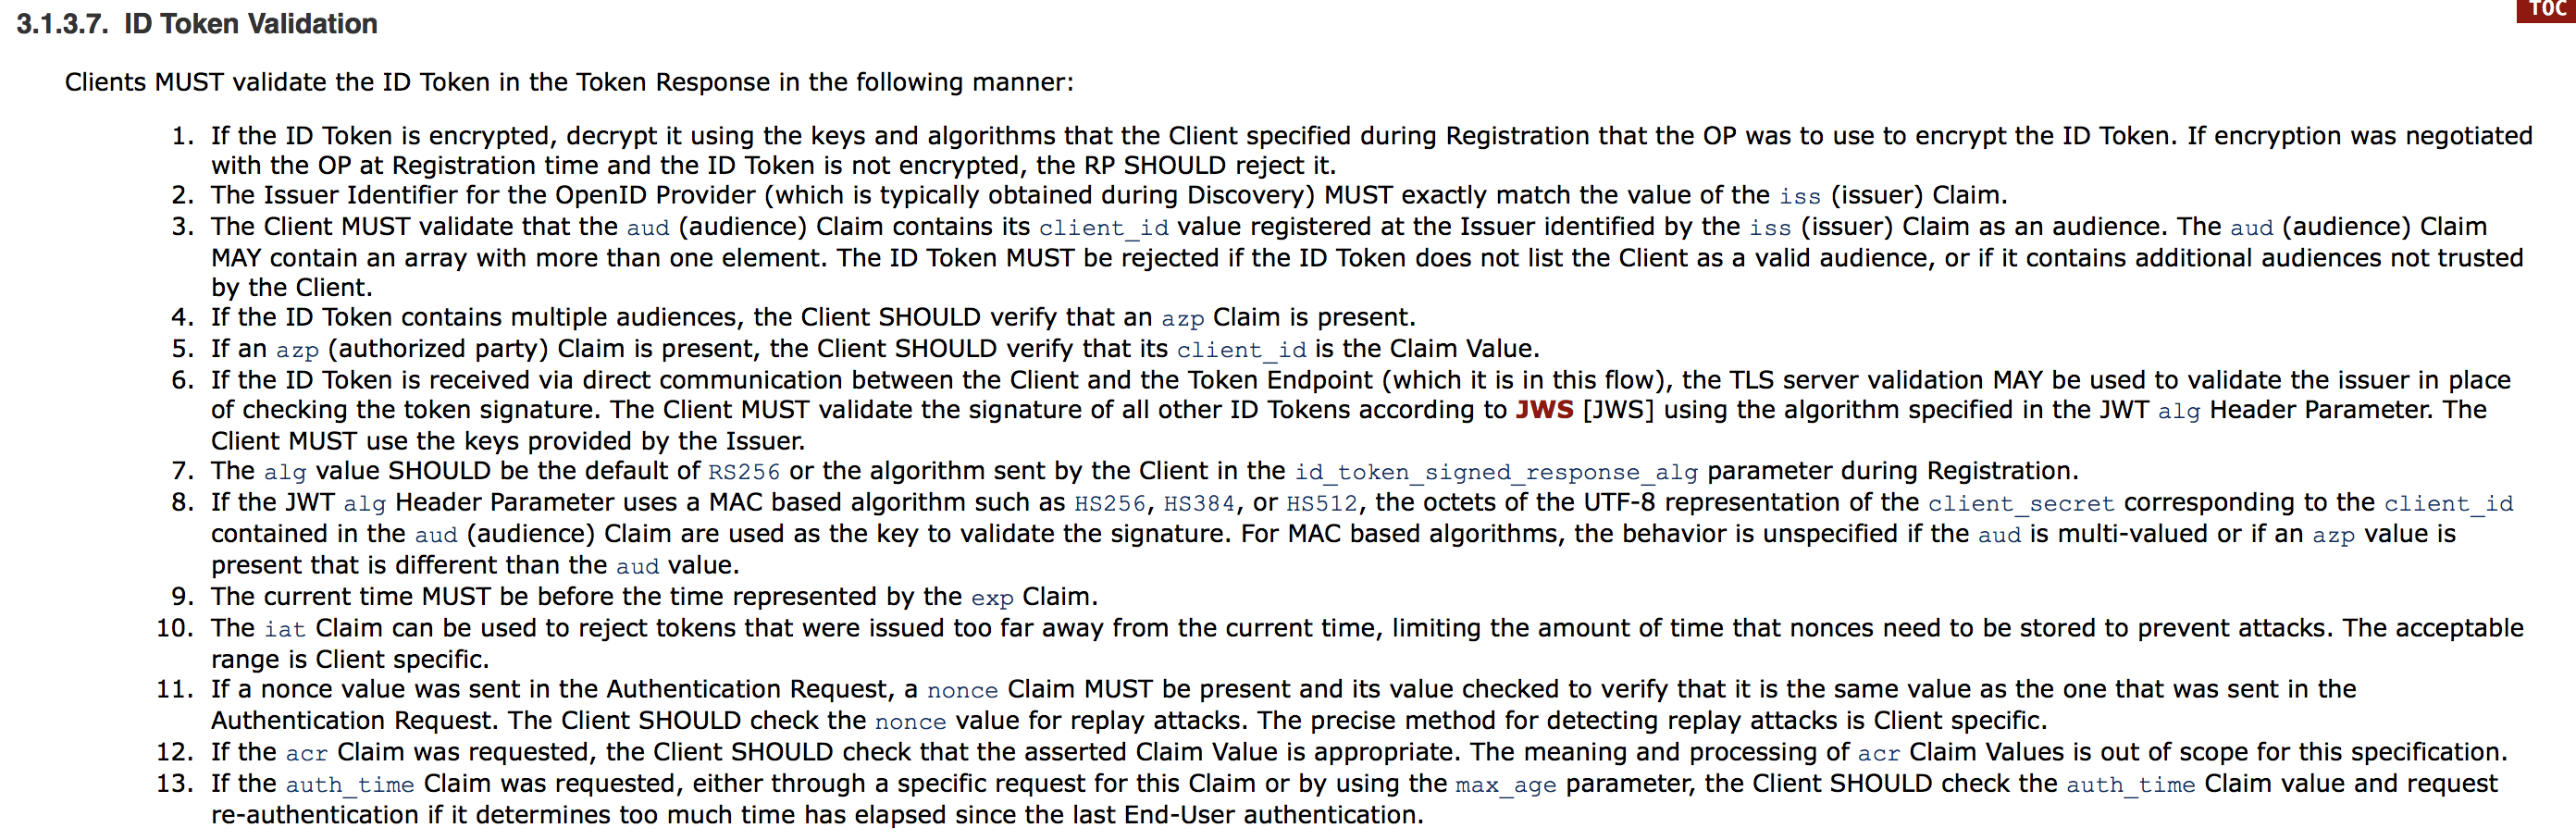 3.1.3.7.  ID Token Validation
TOC
Clients MUST validate the ID Token in the Token Response in the following manner:
1. If the ID Token is encrypted, decrypt it using the keys and algorithms that the Client specified during Registration that the OP was to use to encrypt the ID Token. If encryption was negotiated
with the OP at Registration time and the ID Token is not encrypted, the RP SHOULD reject it.
2. The Issuer Identifier for the OpenID Provider (which is typically obtained during Discovery) MUST exactly match the value of the iss (issuer) Claim.
3. The Client MUST validate that the aud (audience) Claim contains its client_id value registered at the Issuer identified by the iss (issuer) Claim as an audience. The aud (audience) Claim
MAY contain an array with more than one element. The ID Token MUST be rejected if the ID Token does not list the Client as a valid audience, or if it contains additional audiences not trusted
by the Client.
4. If the ID Token contains multiple audiences, the Client SHOULD verify that an azp Claim is present.
5. If an azp (authorized party) Claim is present, the Client SHOULD verify that its client_id is the Claim Value.
6. If the ID Token is received via direct communication between the Client and the Token Endpoint (which it is in this flow), the TLS server validation MAY be used to validate the issuer in place
of checking the token signature. The Client MUST validate the signature of all other ID Tokens according to JWS [JWS] using the algorithm specified in the JWT alg Header Parameter. The
Client MUST use the keys provided by the Issuer.
7. The alg value SHOULD be the default of RS256 or the algorithm sent by the Client in the id_token_signed_response_alg parameter during Registration.
8. If the JWT alg Header Parameter uses a MAC based algorithm such as HS256, HS384, or HS512, the octets of the UTF-8 representation of the client_secret corresponding to the client_id
contained in the aud (audience) Claim are used as the key to validate the signature. For MAC based algorithms, the behavior is unspecified if the aud is multi-valued or if an azp value is
present that is different than the aud value.
9. The current time MUST be before the time represented by the exp Claim.
10. The iat Claim can be used to reject tokens that were issued too far away from the current time, limiting the amount of time that nonces need to be stored to prevent attacks. The acceptable
range is Client specific.
11. If a nonce value was sent in the Authentication Request, a nonce Claim MUST be present and its value checked to verify that it is the same value as the one that was sent in the
Authentication Request. The Client SHOULD check the nonce value for replay attacks. The precise method for detecting replay attacks is Client specific.
12. If the acr Claim was requested, the Client SHOULD check that the asserted Claim Value is appropriate. The meaning and processing of acr Claim Values is out of scope for this specification.
13. If the auth_time Claim was requested, either through a specific request for this Claim or by using the max_age parameter, the Client SHOULD check the auth_time Claim value and request
re-authentication if it determines too much time has elapsed since the last End-User authentication.